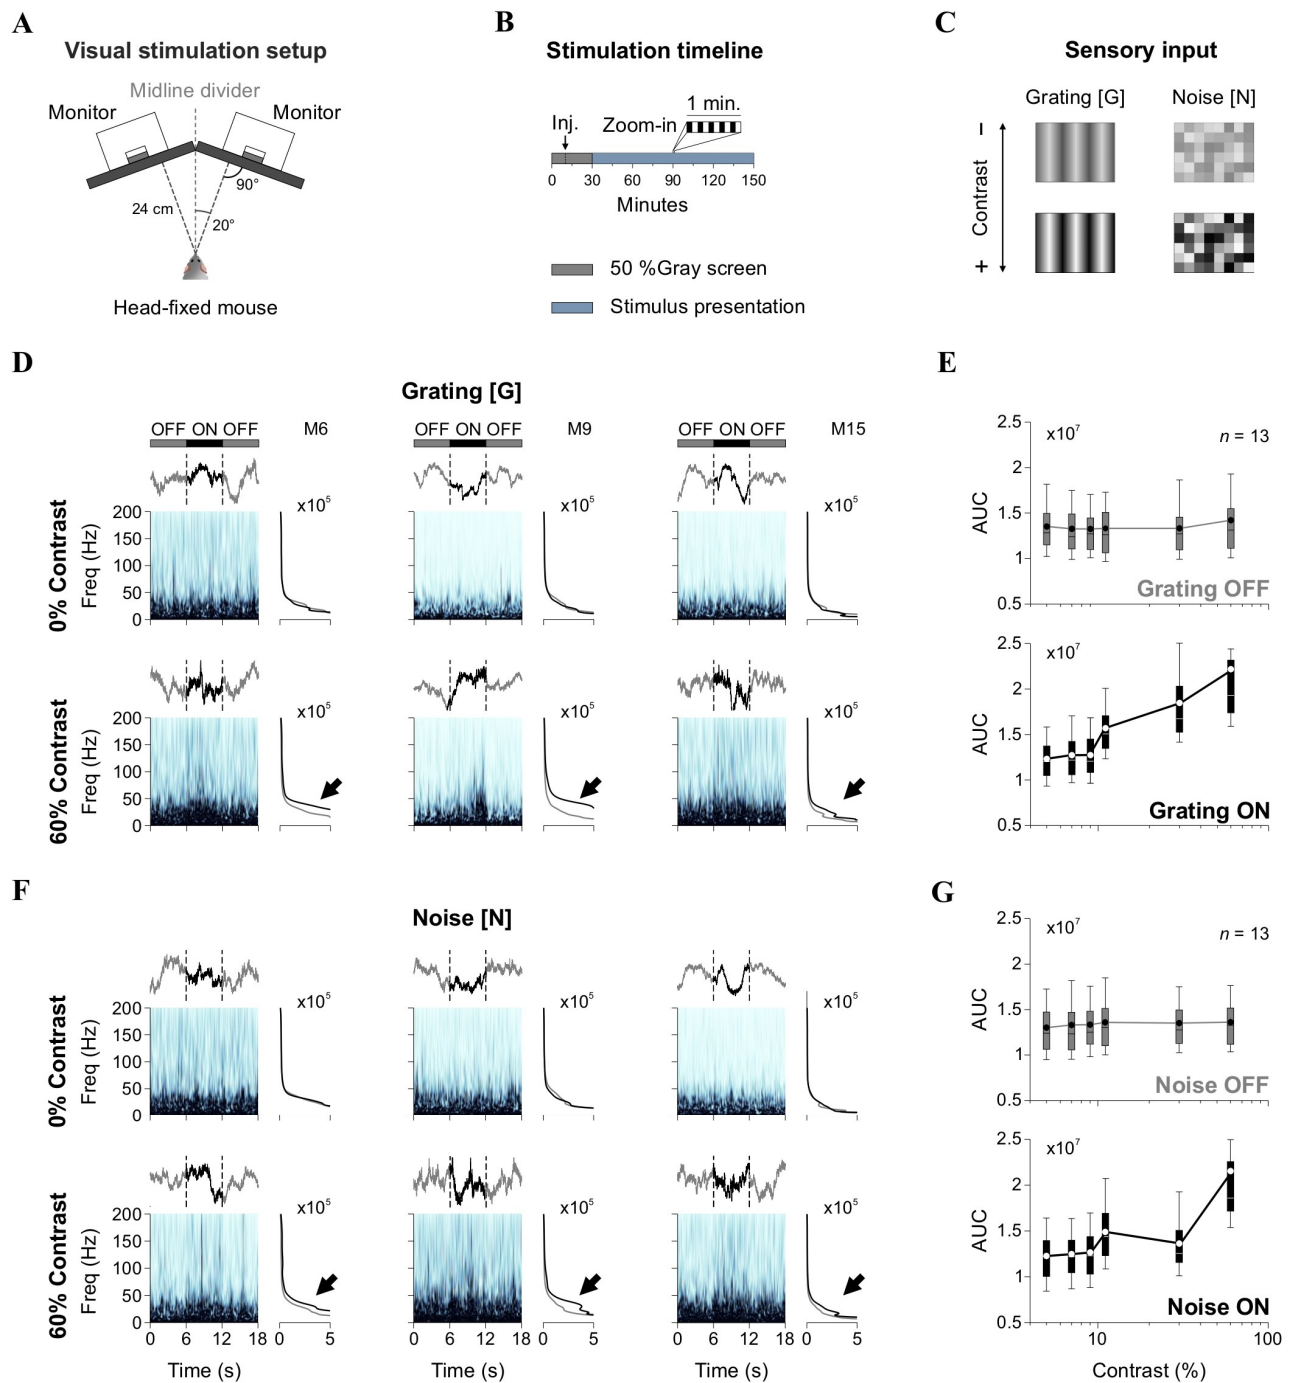 A
B
C
Visual stimulation setup
Midline divider
Monitor
Monitor
90°
24 cm
20°
Head-fixed mouse
Stimulation timeline
1 min.
Inj.
Zoom-in
0 30 60 90 120 150
Minutes
50 %Gray screen
Stimulus presentation
Sensory input
Grating [G]
Noise [N]
–
Contrast
+
D
Grating [G]
OFF ON OFF
M6
OFF ON OFF
M9
OFF ON OFF
M15
0% Contrast
Freq (Hz)
200
150
100
50
0
x10⁵
x10⁵
x10⁵
60% Contrast
Freq (Hz)
200
150
100
50
0
x10⁵
x10⁵
x10⁵
E
2.5
2
1.5
1
0.5
AUC
x10⁷
n = 13
Grating OFF
2.5
2
1.5
1
0.5
AUC
x10⁷
Grating ON
F
Noise [N]
0% Contrast
Freq (Hz)
200
150
100
50
0
x10⁵
x10⁵
x10⁵
60% Contrast
Freq (Hz)
200
150
100
50
0
x10⁵
x10⁵
x10⁵
0 6 12 18 0 5
0 6 12 18 0 5
0 6 12 18 0 5
Time (s)
Time (s)
Time (s)
G
2.5
2
1.5
1
0.5
AUC
x10⁷
n = 13
Noise OFF
2.5
2
1.5
1
0.5
AUC
x10⁷
Noise ON
10 100
Contrast (%)